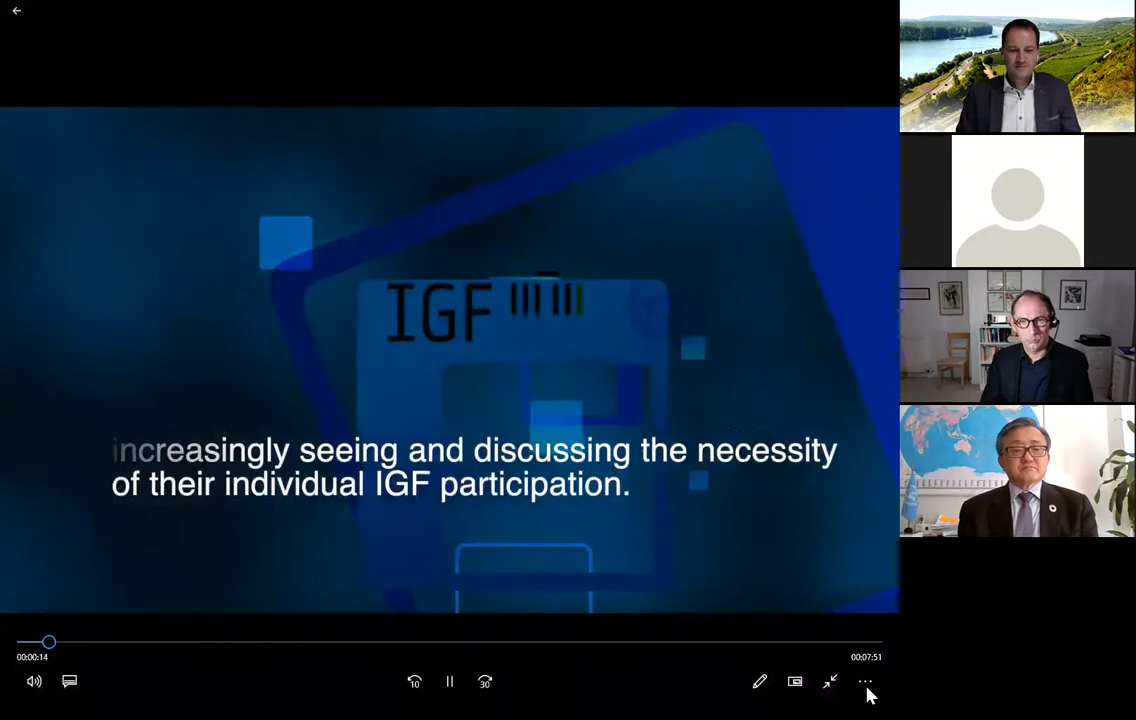 IGF
increasingly seeing and discussing the necessity
of their individual IGF participation.
00:00:14
00:07:51
10
30